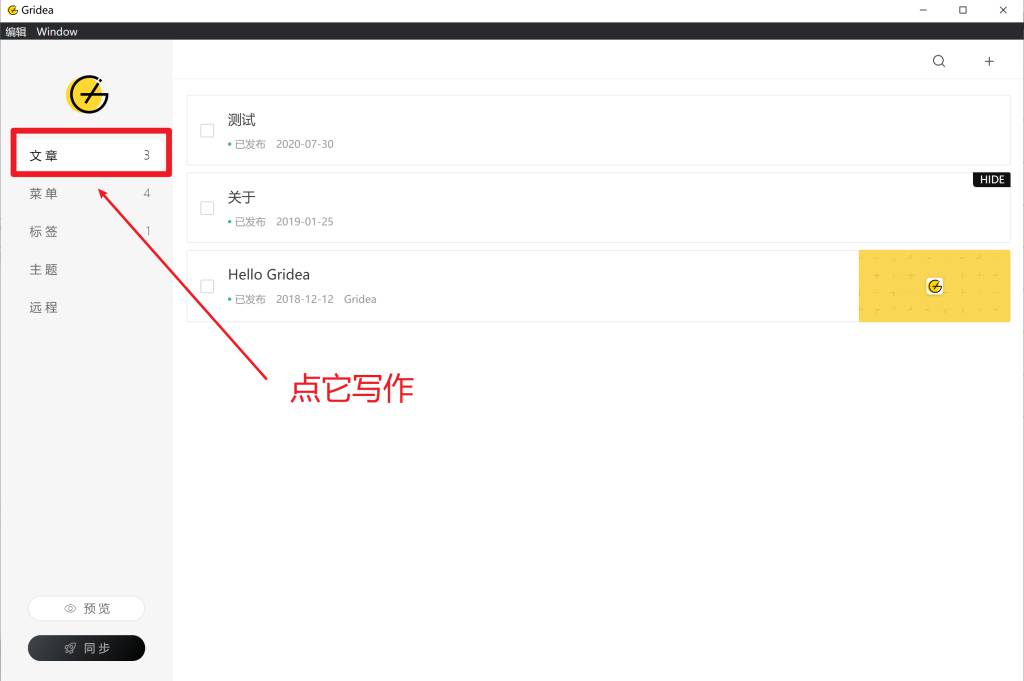 Gridea
编辑 Window
文章 3
菜单 4
标签 1
主题
远程
测试
已发布 2020-07-30
HIDE
关于
已发布 2019-01-25
Hello Gridea
已发布 2018-12-12 Gridea
点它写作
预览
同步